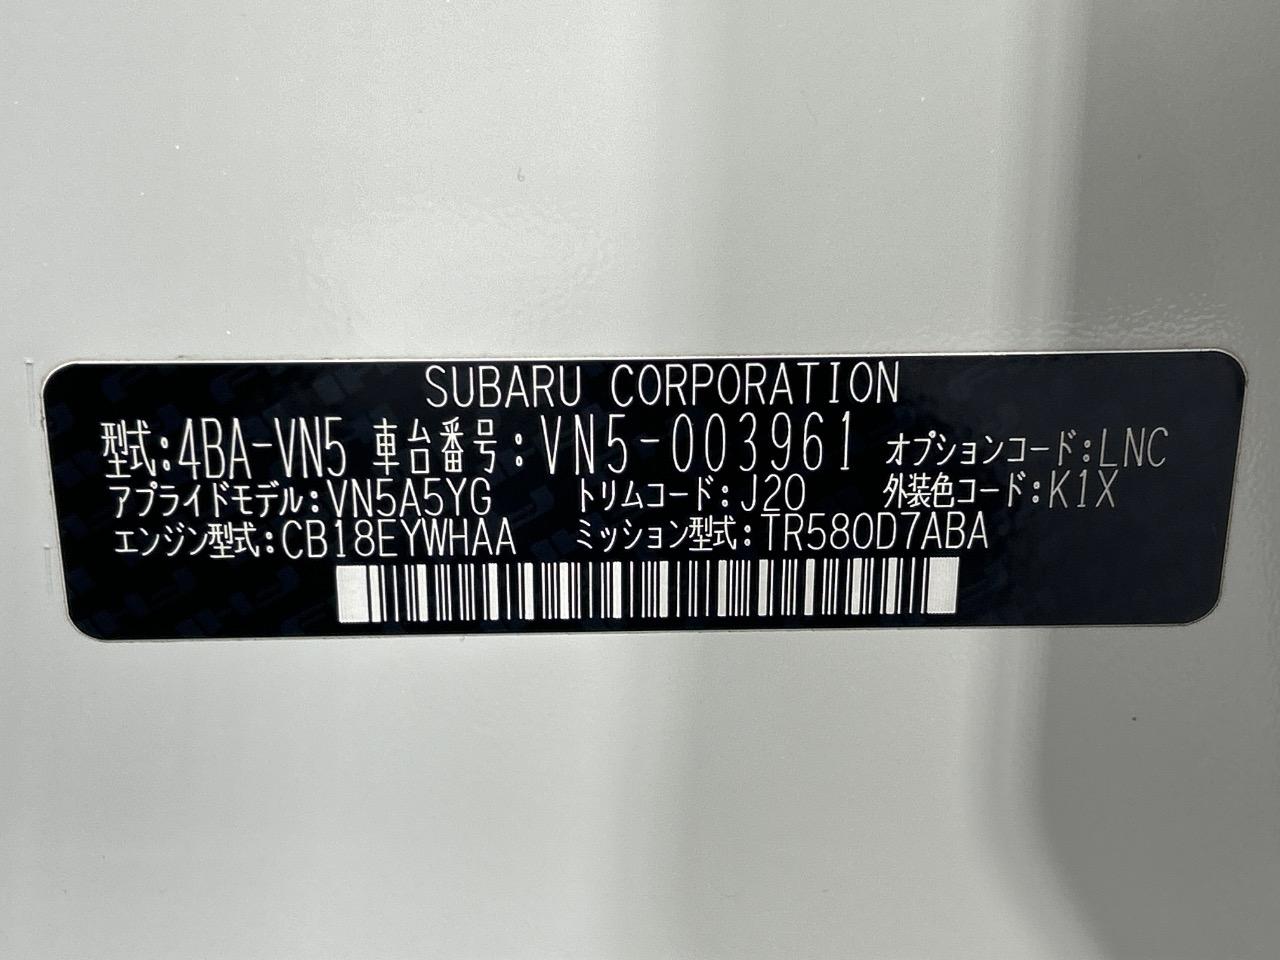 SUBARU CORPORATION
型式:4BA-VN5 車台番号:VN5-003961 オプションコード:LNC
アプライドモデル:VN5A5YG トリムコード:J20 外装色コード:K1X
エンジン型式:CB18EYWHAA ミッション型式:TR580D7ABA